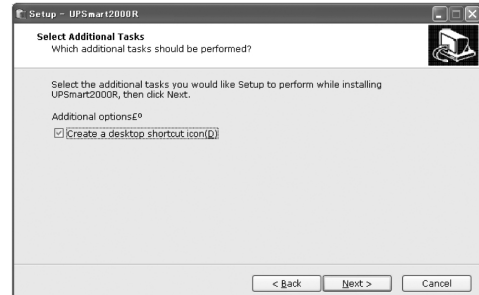 Setup - UPSmart2000R
Select Additional Tasks
Which additional tasks should be performed?
Select the additional tasks you would like Setup to perform while installing
UPSmart2000R, then click Next.
Additional options£º
Create a desktop shortcut icon(D)
< Back
Next >
Cancel